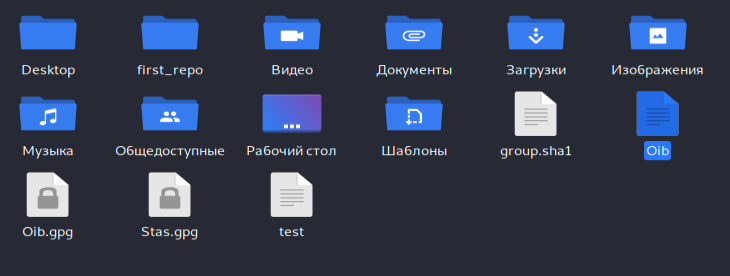 Desktop
first_repo
Видео
Документы
Загрузки
Изображения
Музыка
Общедоступные
Рабочий стол
Шаблоны
group.sha1
Oib
Oib.gpg
Stas.gpg
test